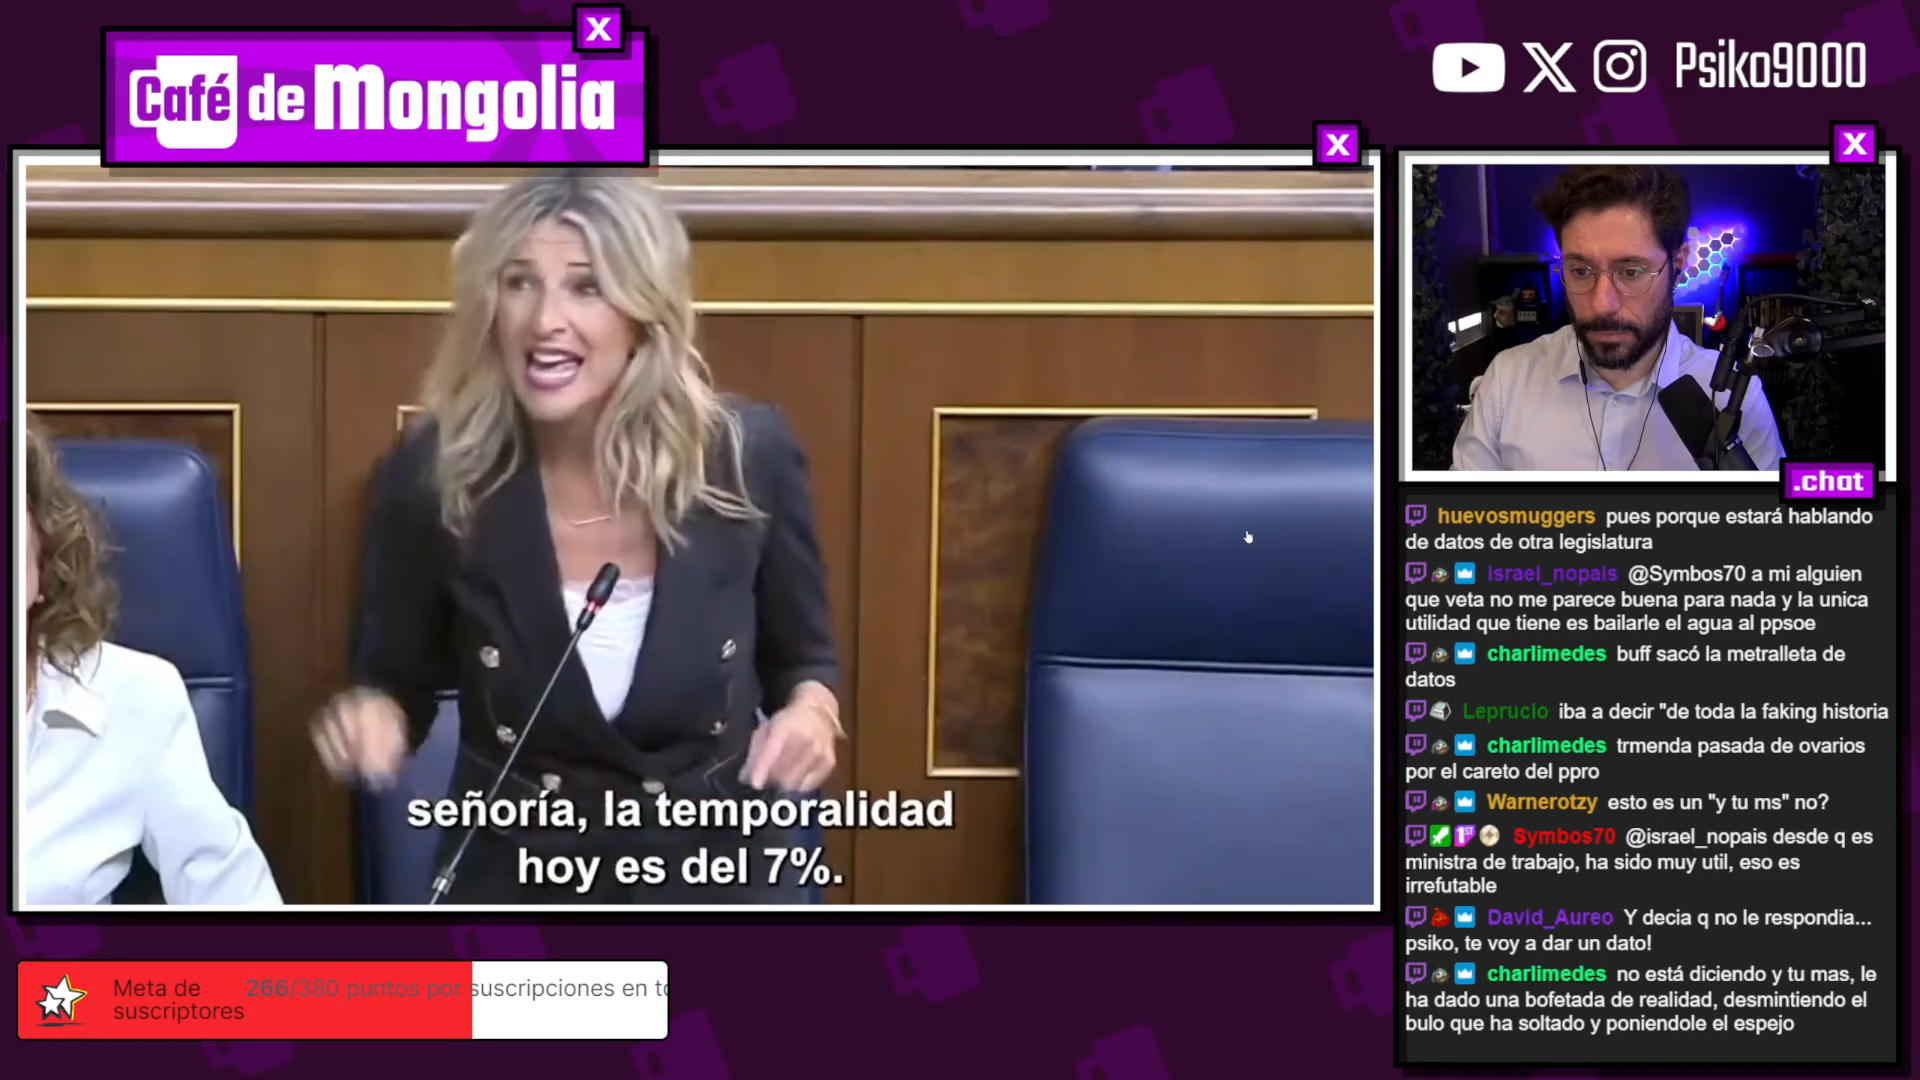 X
Café de Mongolia
Psiko9000
X
X
señoría, la temporalidad
hoy es del 7%.
.chat
huevosmuggers pues porque estará hablando
de datos de otra legislatura
israel_nopais @Symbos70 a mi alguien
que veta no me parece buena para nada y la unica
utilidad que tiene es bailarle el agua al ppsoe
charlimedes buff sacó la metralleta de
datos
Leprucio iba a decir "de toda la faking historia
charlimedes trmenda pasada de ovarios
por el careto del ppro
Warnerotzy esto es un "y tu ms" no?
1ST Symbos70 @israel_nopais desde q es
ministra de trabajo, ha sido muy util, eso es
irrefutable
David_Aureo Y decia q no le respondia...
psiko, te voy a dar un dato!
charlimedes no está diciendo y tu mas, le
ha dado una bofetada de realidad, desmintiendo el
bulo que ha soltado y poniendole el espejo
Meta de
suscriptores
266/380 puntos por suscripciones en to